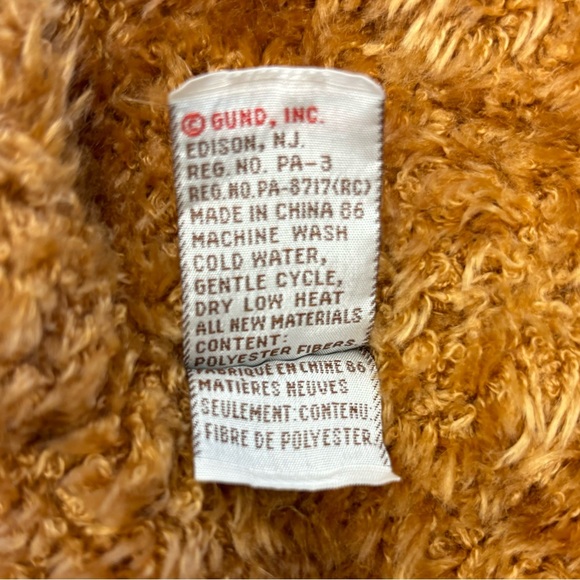 © GUND, INC.
EDISON, N.J.
REG. NO. PA-3
REG.NO.PA-8717(RC)
MADE IN CHINA 86
MACHINE WASH
COLD WATER,
GENTLE CYCLE,
DRY LOW HEAT
ALL NEW MATERIALS
CONTENT:
POLYESTER FIBERS
FABRIQUÉ EN CHINE 86
MATIÈRES NEUVES
SEULEMENT:CONTENU:
FIBRE DE POLYESTER